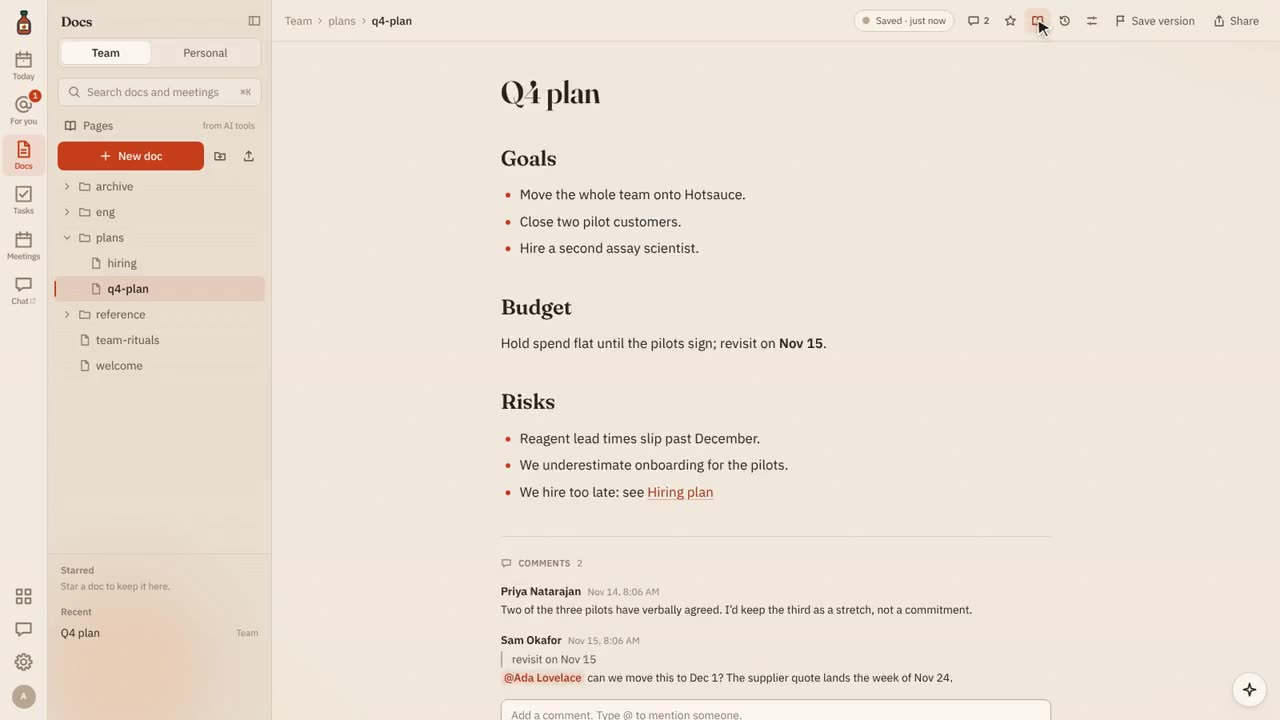 Docs
Team > plans > q4-plan
Saved · just now
2
Save version
Share
Team
Personal
Today
Search docs and meetings
⌘K
1
For you
Pages
from AI tools
Docs
+ New doc
Tasks
Meetings
Chat
archive
eng
plans
hiring
q4-plan
reference
team-rituals
welcome
Starred
Star a doc to keep it here.
Recent
Q4 plan
Team
A
Q4 plan
Goals
• Move the whole team onto Hotsauce.
• Close two pilot customers.
• Hire a second assay scientist.
Budget
Hold spend flat until the pilots sign; revisit on Nov 15.
Risks
• Reagent lead times slip past December.
• We underestimate onboarding for the pilots.
• We hire too late: see Hiring plan
COMMENTS 2
Priya Natarajan Nov 14, 8:06 AM
Two of the three pilots have verbally agreed. I'd keep the third as a stretch, not a commitment.
Sam Okafor Nov 15, 8:06 AM
revisit on Nov 15
@Ada Lovelace can we move this to Dec 1? The supplier quote lands the week of Nov 24.
Add a comment. Type @ to mention someone.